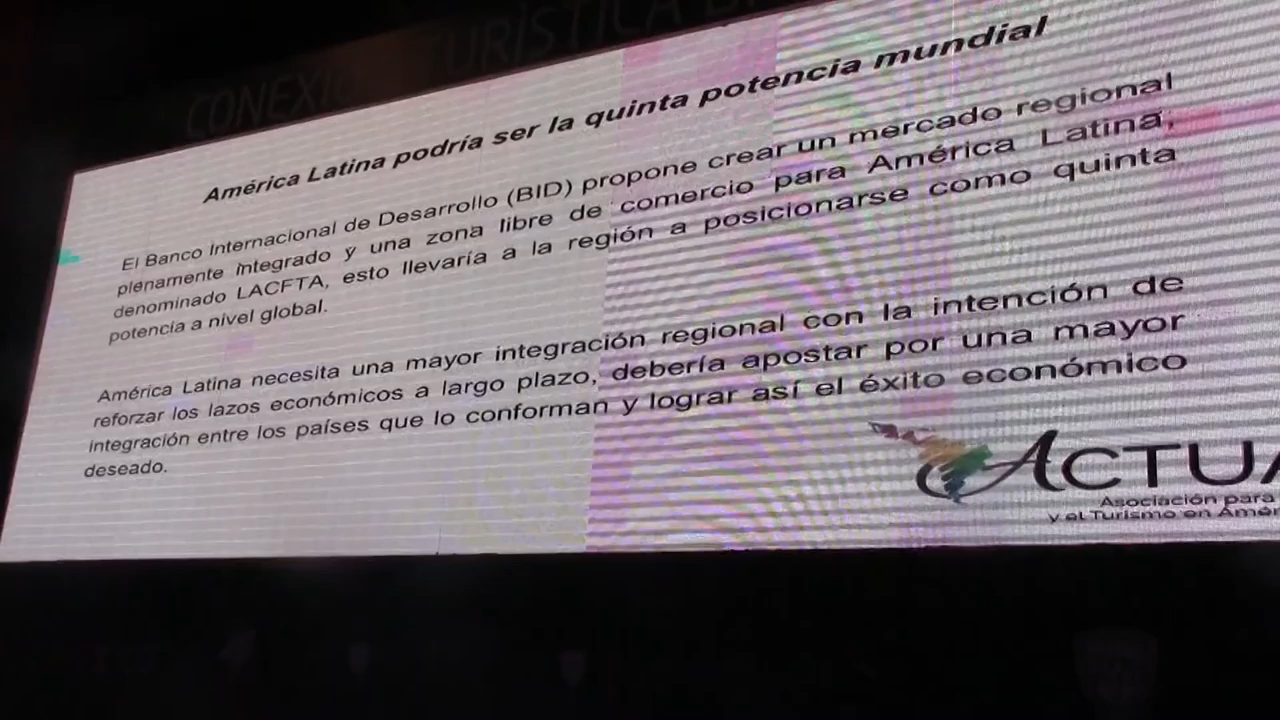 CONEXI TURÍSTICA
América Latina podría ser la quinta potencia mundial
El Banco Internacional de Desarrollo (BID) propone crear un mercado regional
plenamente integrado y una zona libre de comercio para América Latina,
denominado LACFTA, esto llevaría a la región a posicionarse como quinta
potencia a nivel global.
América Latina necesita una mayor integración regional con la intención de
reforzar los lazos económicos a largo plazo, debería apostar por una mayor
integración entre los países que lo conforman y lograr así el éxito económico
deseado.
ACTUA
Asociación para
y el Turismo en Amér